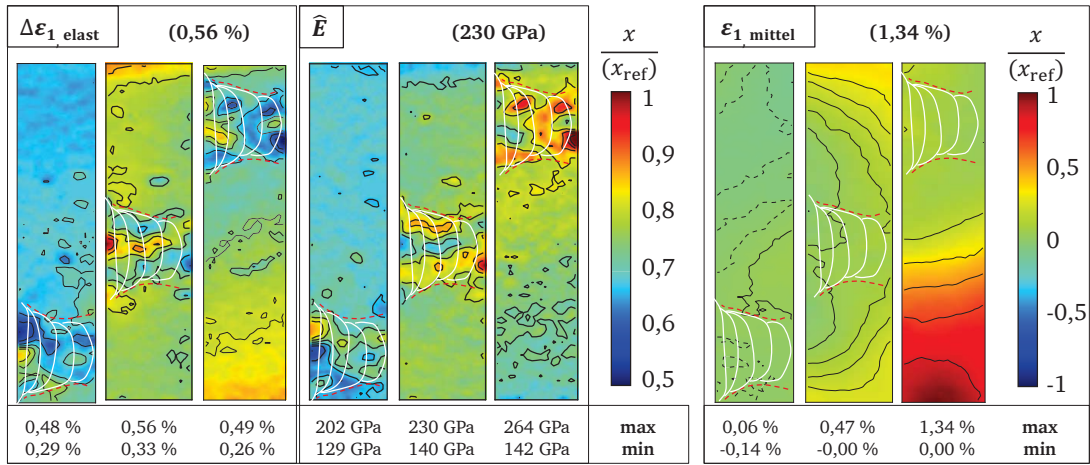 Δε1 elast (0,56 %)
Ê (230 GPa)
x
(xref)
ε1 mittel (1,34 %)
x
(xref)
1
0,9
0,8
0,7
0,6
0,5
1
0,5
0
-0,5
-1
0,48 % 0,56 % 0,49 % 202 GPa 230 GPa 264 GPa max
0,29 % 0,33 % 0,26 % 129 GPa 140 GPa 142 GPa min
0,06 % 0,47 % 1,34 % max
-0,14 % -0,00 % 0,00 % min